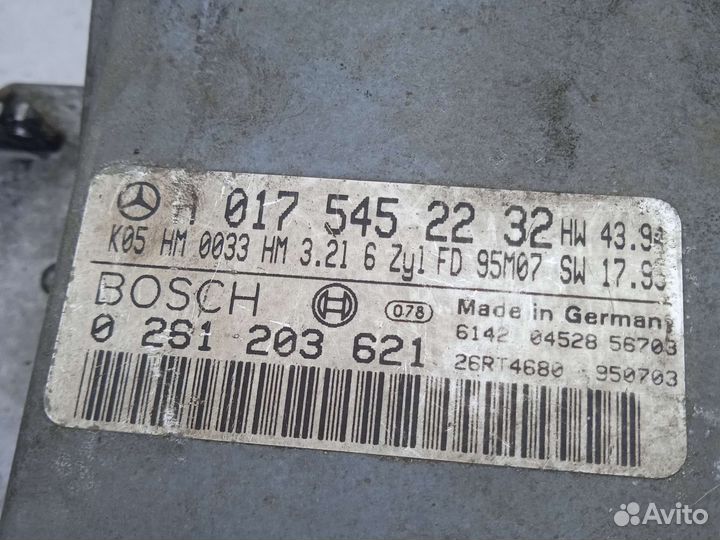 A 017 545 22 32 HW 43.94
K05 HM 0033 HM 3.2l 6 Zyl FD 95M07 SW 17.95
BOSCH 078 Made in Germany
0 261 203 621 6142 04528 56703
26RT4680 950703
Avito